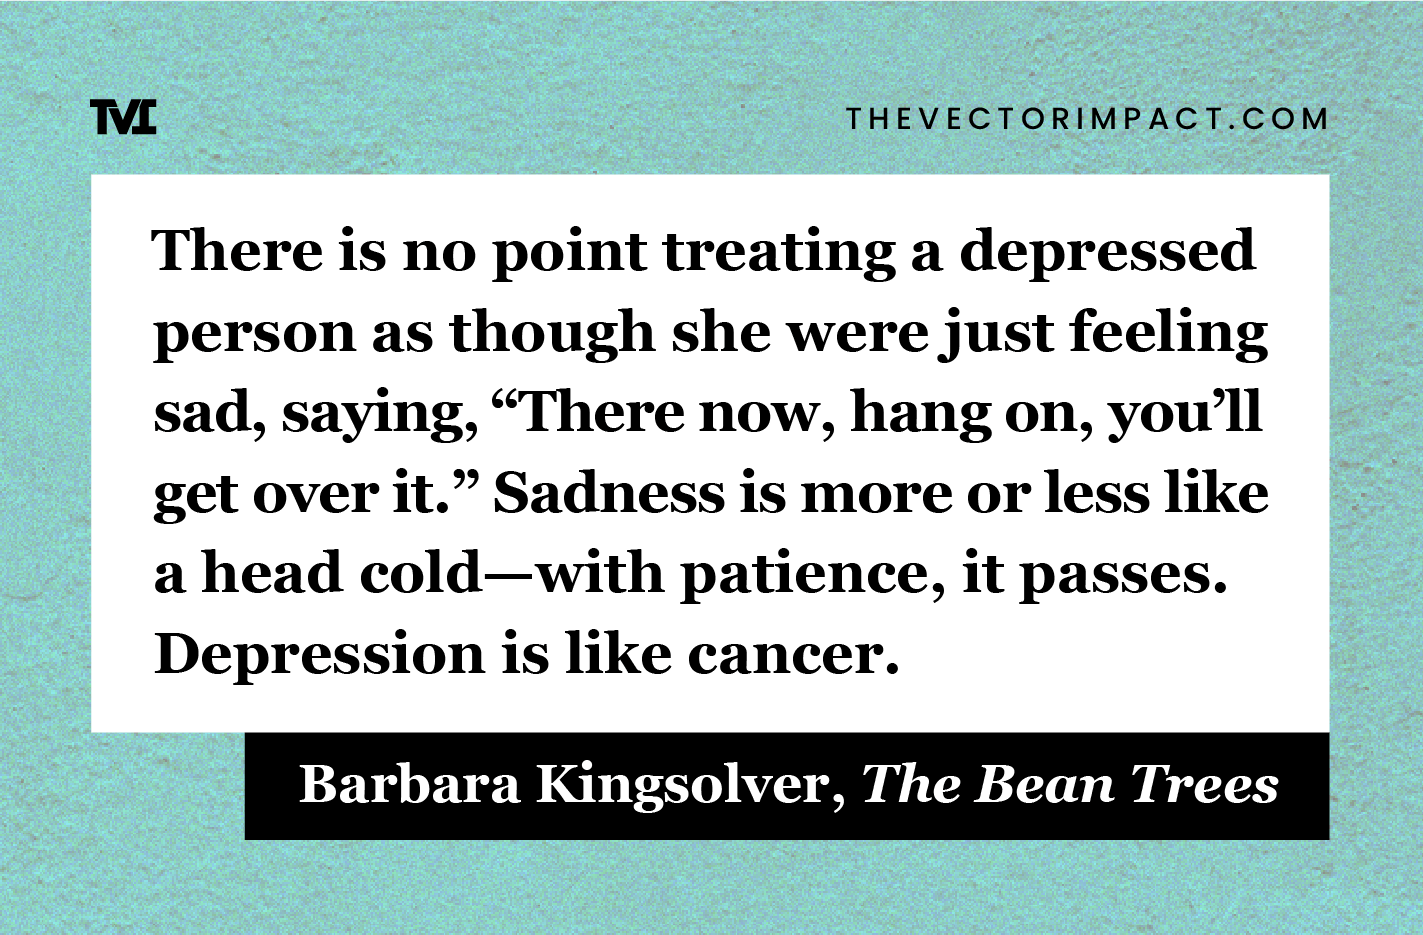 TVI
THEVECTORIMPACT.COM
There is no point treating a depressed
person as though she were just feeling
sad, saying, “There now, hang on, you’ll
get over it.” Sadness is more or less like
a head cold—with patience, it passes.
Depression is like cancer.
Barbara Kingsolver, The Bean Trees